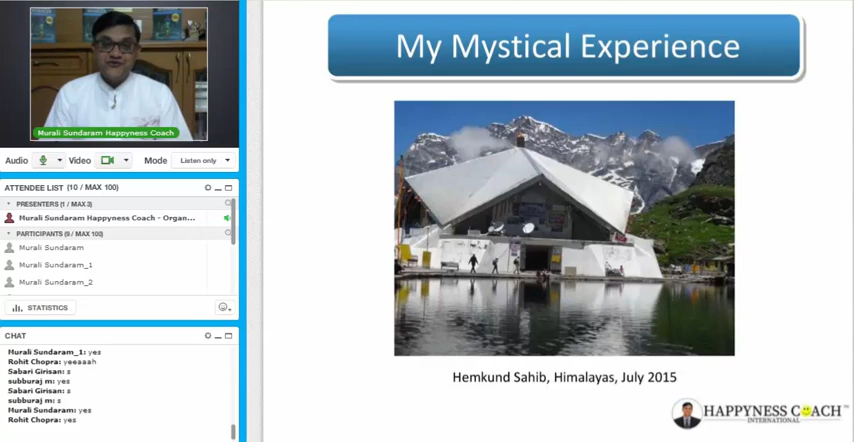 Murali Sundaram Happyness Coach
Audio Video Mode Listen only
ATTENDEE LIST (10 / MAX 100)
PRESENTERS (1 / MAX 3)
Murali Sundaram Happyness Coach - Organ...
PARTICIPANTS (9 / MAX 100)
Murali Sundaram
Murali Sundaram_1
Murali Sundaram_2
STATISTICS
CHAT
Murali Sundaram_1: yes
Rohit Chopra: yeeaaah
Sabari Girisan: s
subburaj m: yes
Sabari Girisan: s
subburaj m: s
Murali Sundaram: yes
Rohit Chopra: yes
My Mystical Experience
Hemkund Sahib, Himalayas, July 2015
HAPPYNESS COACH™
INTERNATIONAL